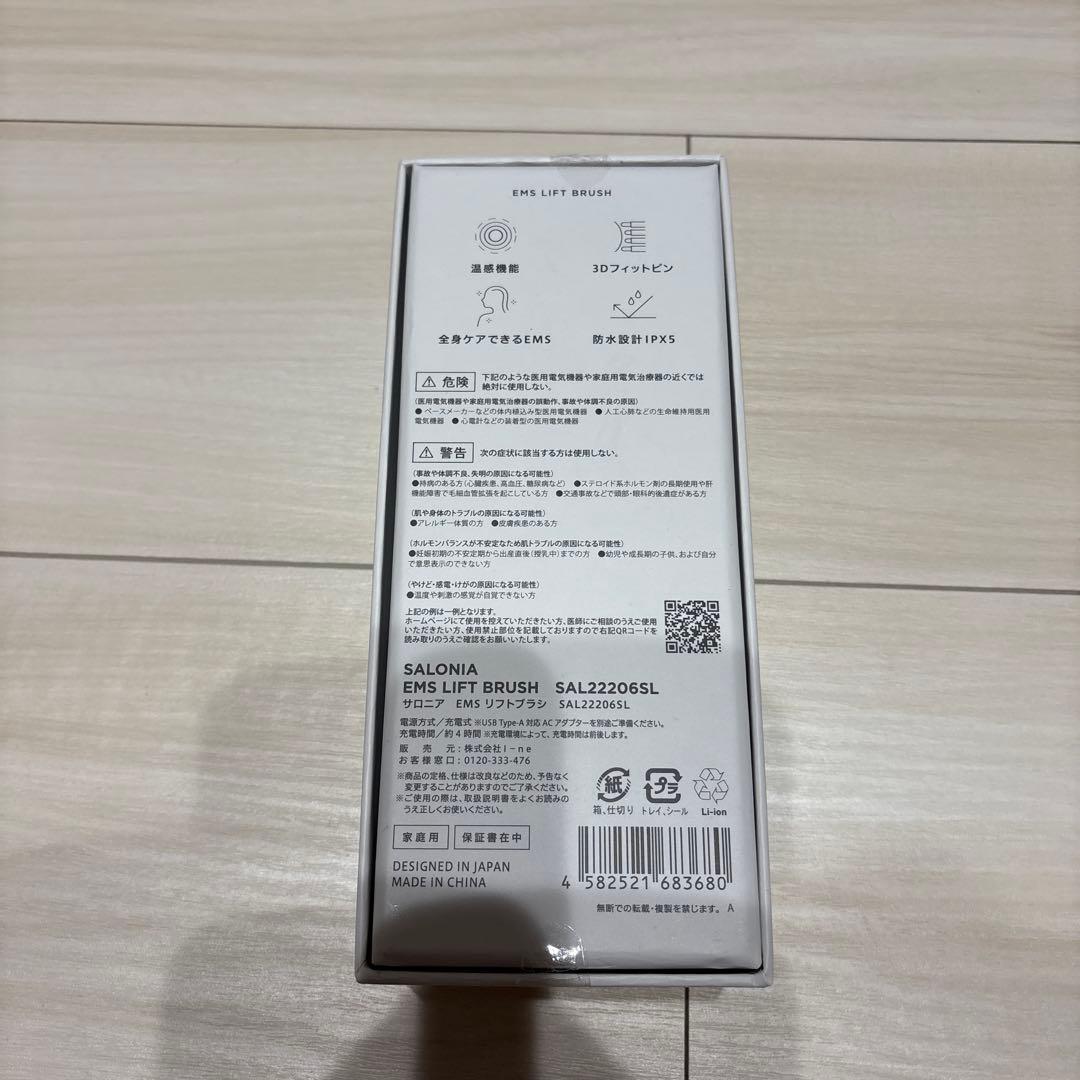 EMS LIFT BRUSH
温感機能
3Dフィットピン
全身ケアできるEMS
防水設計IPX5
危険 下記のような医用電気機器や家庭用電気治療器の近くでは
絶対に使用しない。
(医用電気機器や家庭用電気治療器の誤動作、事故や体調不良の原因)
●ペースメーカーなどの体内植込み型医用電気機器 ●人工心肺などの生命維持用医用
電気機器 ●心電計などの装着型の医用電気機器
警告 次の症状に該当する方は使用しない。
(事故や体調不良、失明の原因になる可能性)
●持病のある方(心臓疾患、高血圧、糖尿病など) ●ステロイド系ホルモン剤の長期使用や肝
機能障害で毛細血管拡張を起こしている方 ●交通事故などで頭部・眼科的後遺症がある方
(肌や身体のトラブルの原因になる可能性)
●アレルギー体質の方 ●皮膚疾患のある方
(ホルモンバランスが不安定なため肌トラブルの原因になる可能性)
●妊娠初期の不安定期から出産直後(授乳中)までの方 ●幼児や成長期の子供、および自分
で意思表示のできない方
(やけど・感電・けがの原因になる可能性)
●温度や刺激の感覚が自覚できない方
上記の例は一例となります。
ホームページにて使用を控えていただきたい方、医師にご相談のうえご使用
いただきたい方、使用禁止部位を記載しておりますので右記QRコードを
読み取りのうえご確認をお願いいたします。
SALONIA
EMS LIFT BRUSH SAL22206SL
サロニア EMS リフトブラシ SAL22206SL
電源方式/充電式 ※USB Type-A 対応 AC アダプターを別途ご準備ください。
充電時間/約4時間 ※充電環境によって、充電時間は前後します。
販売元:株式会社I-ne
お客様窓口:0120-333-476
※商品の定格、仕様は改良などのため、予告なく
変更することがありますのでご了承ください。
※ご使用の際は、取扱説明書をよくお読みの
うえ正しくお使いください。
紙
箱、仕切り
プラ
トレイ、シール
Li-ion
家庭用
保証書在中
DESIGNED IN JAPAN
MADE IN CHINA
4 582521 683680
無断での転載・複製を禁じます。 A